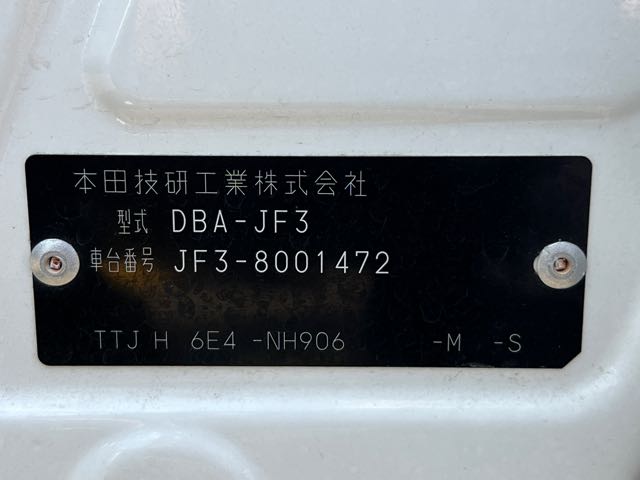 本田技研工業株式会社
型式 DBA-JF3
車台番号 JF3-8001472
TTJ H 6E4 -NH906 -M -S